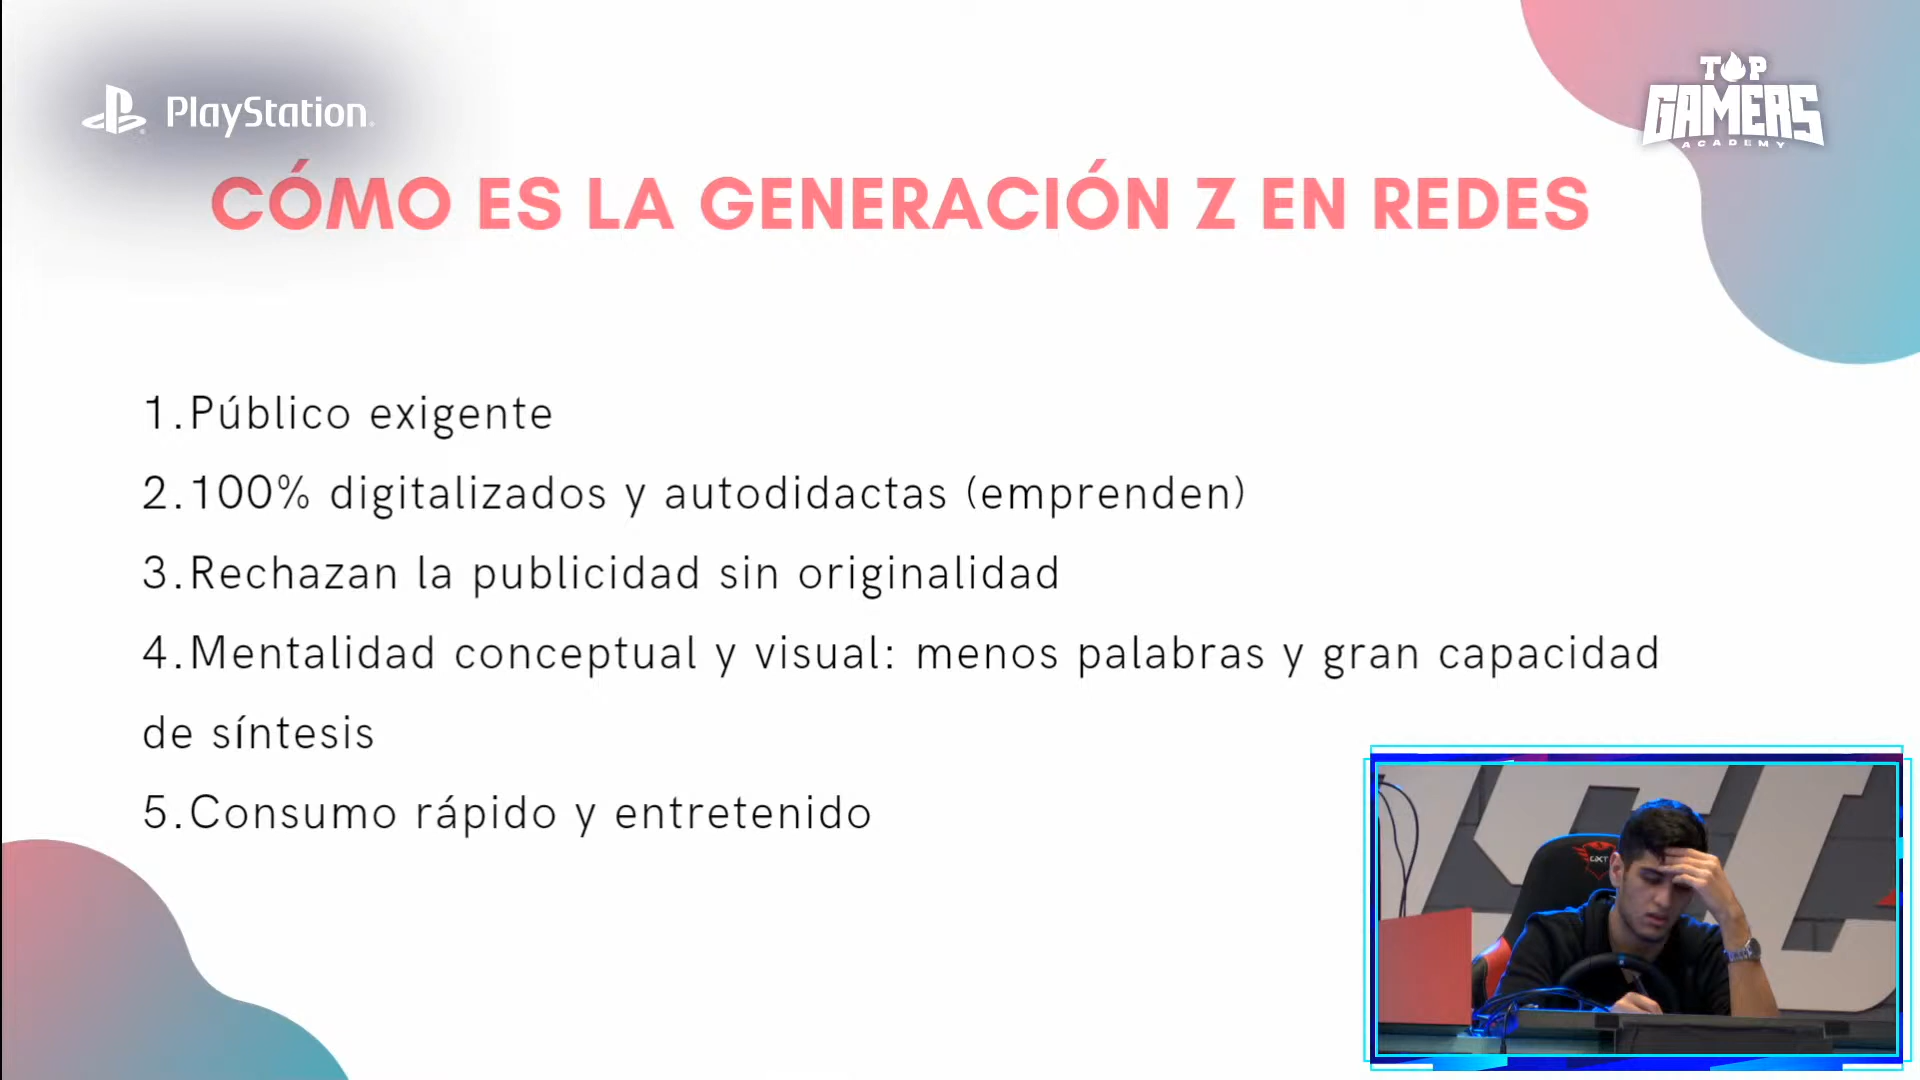 PlayStation
TOP
GAMERS
ACADEMY
CÓMO ES LA GENERACIÓN Z EN REDES
1.Público exigente
2.100% digitalizados y autodidactas (emprenden)
3.Rechazan la publicidad sin originalidad
4.Mentalidad conceptual y visual: menos palabras y gran capacidad
de síntesis
5.Consumo rápido y entretenido
GXT